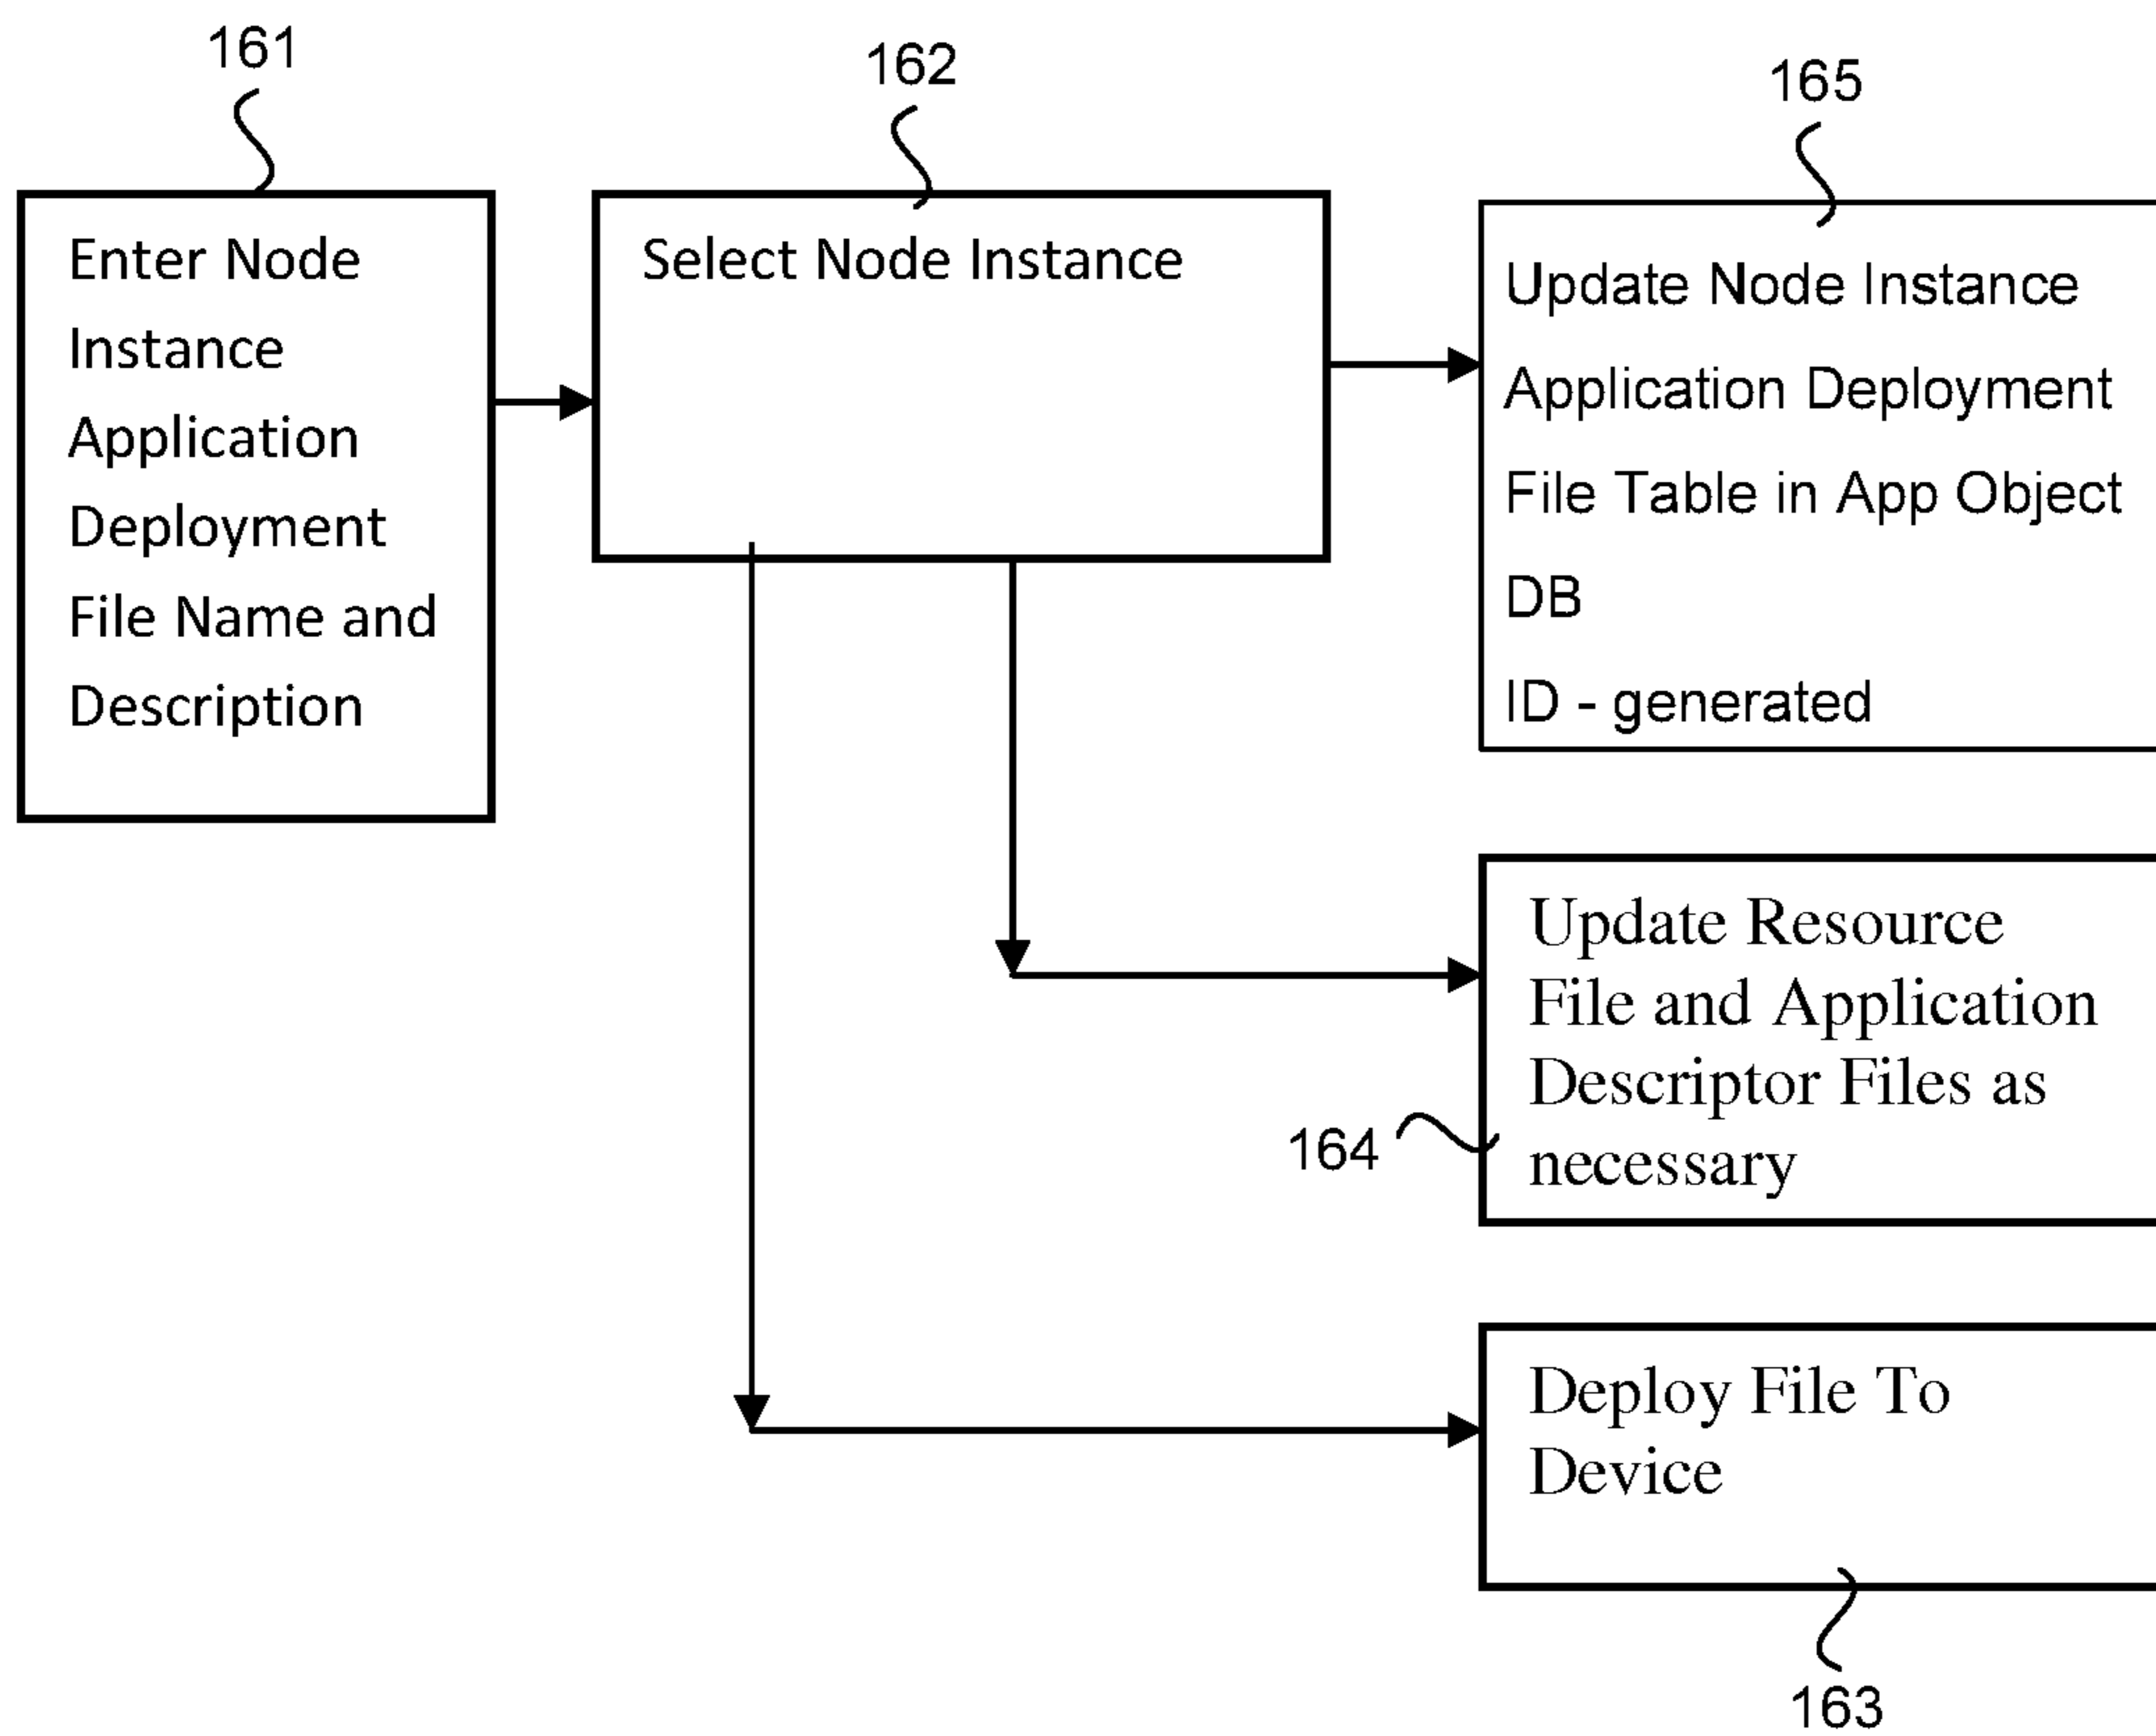 161
162
165
Enter Node
Instance
Application
Deployment
File Name and
Description
Select Node Instance
Update Node Instance
Application Deployment
File Table in App Object
DB
ID - generated
Update Resource
File and Application
Descriptor Files as
necessary
164
Deploy File To
Device
163